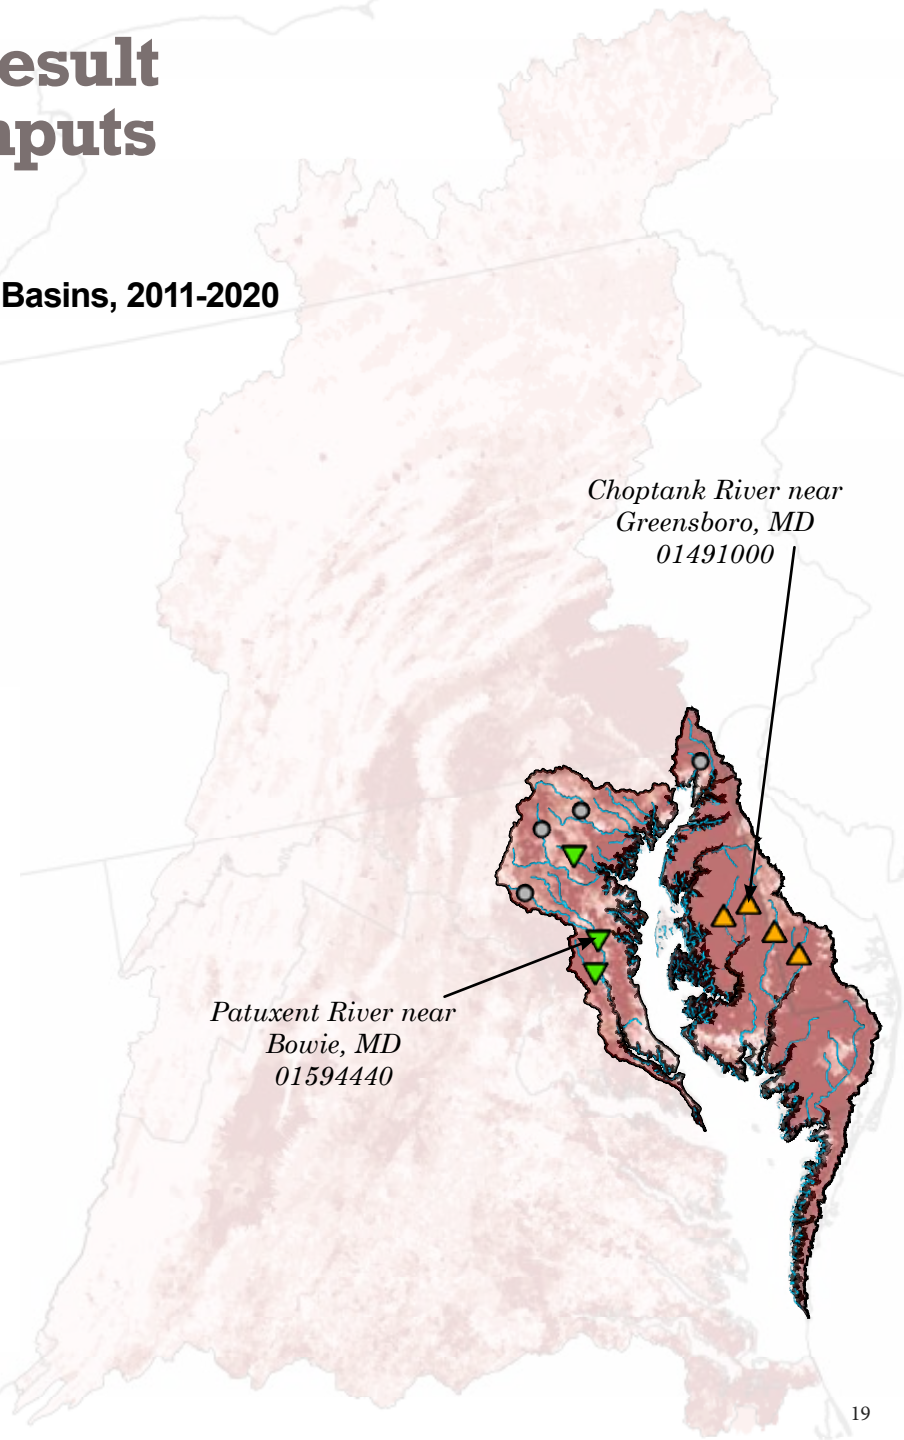 esult
nputs
Basins, 2011-2020
Choptank River near
Greensboro, MD
01491000
Patuxent River near
Bowie, MD
01594440
19